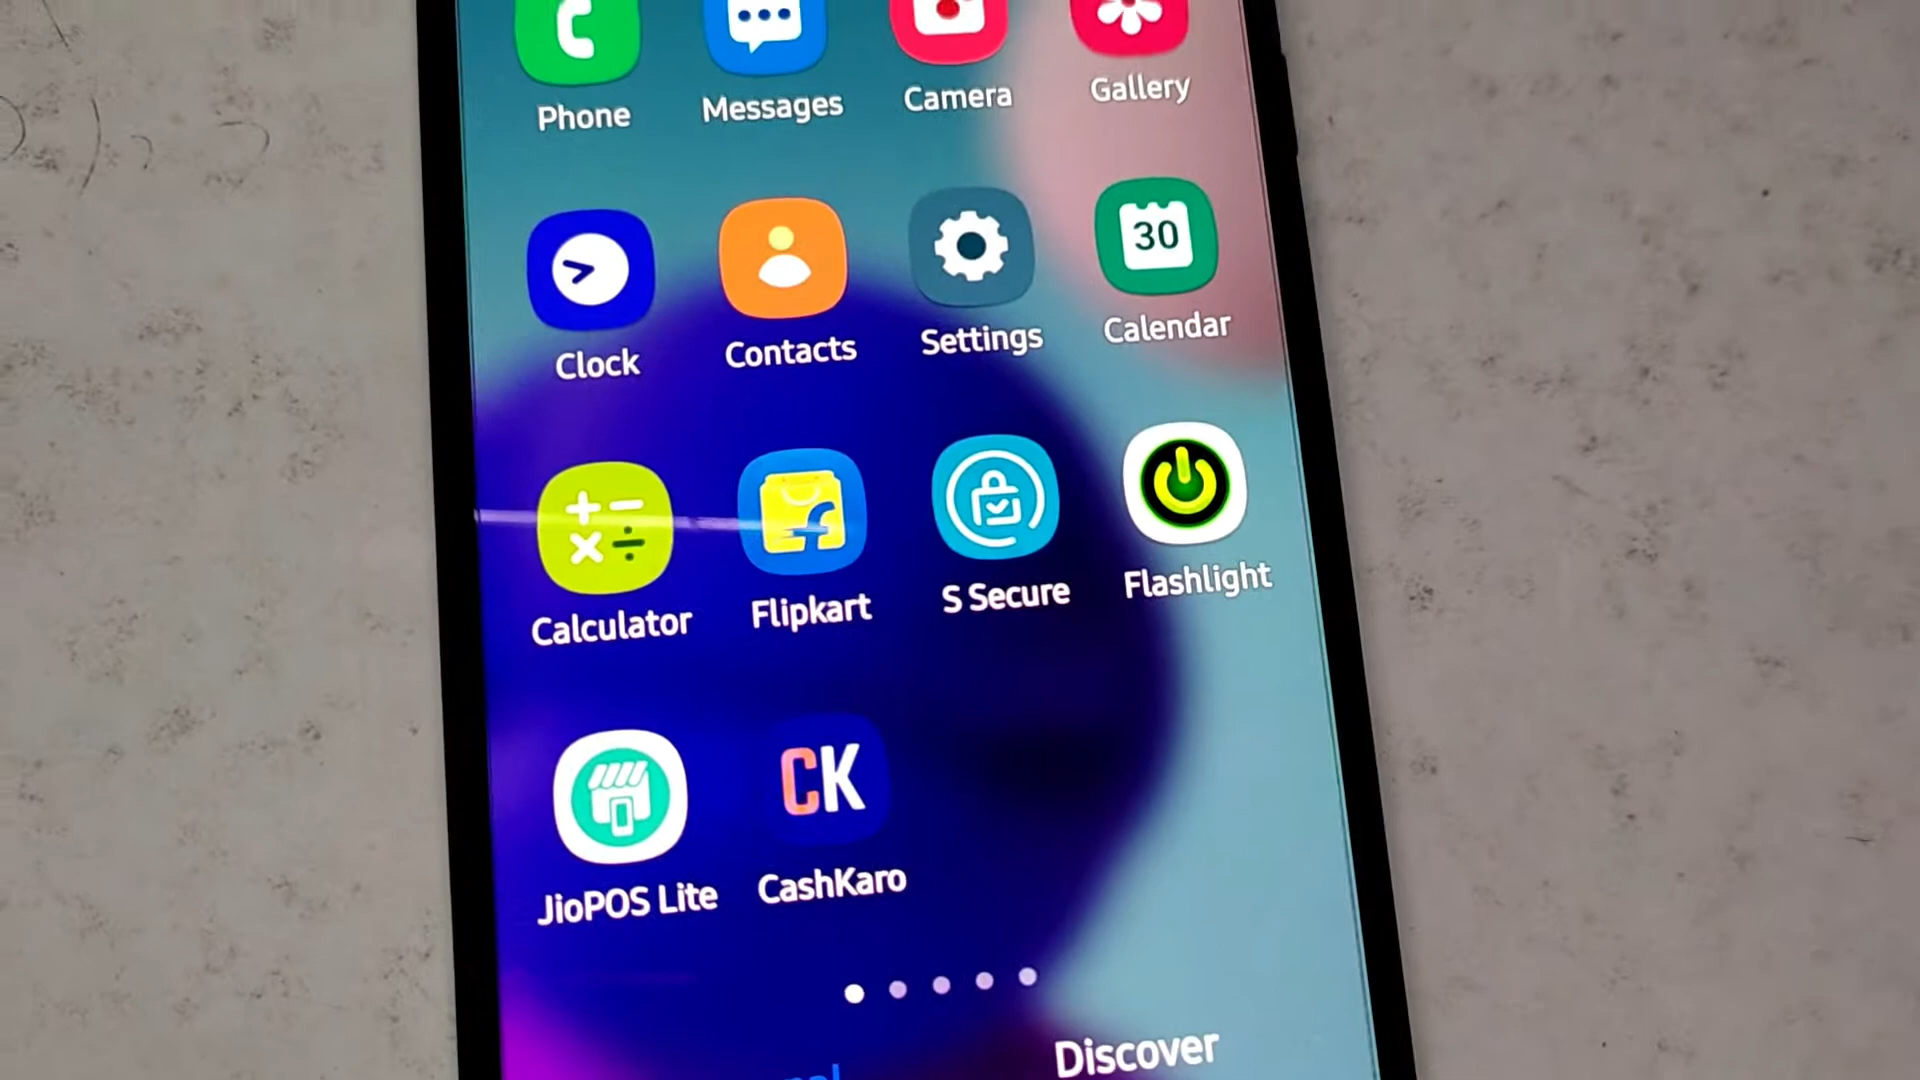 Phone Messages Camera Gallery
30
Clock Contacts Settings Calendar
Calculator Flipkart S Secure Flashlight
CK
JioPOS Lite CashKaro
Discover